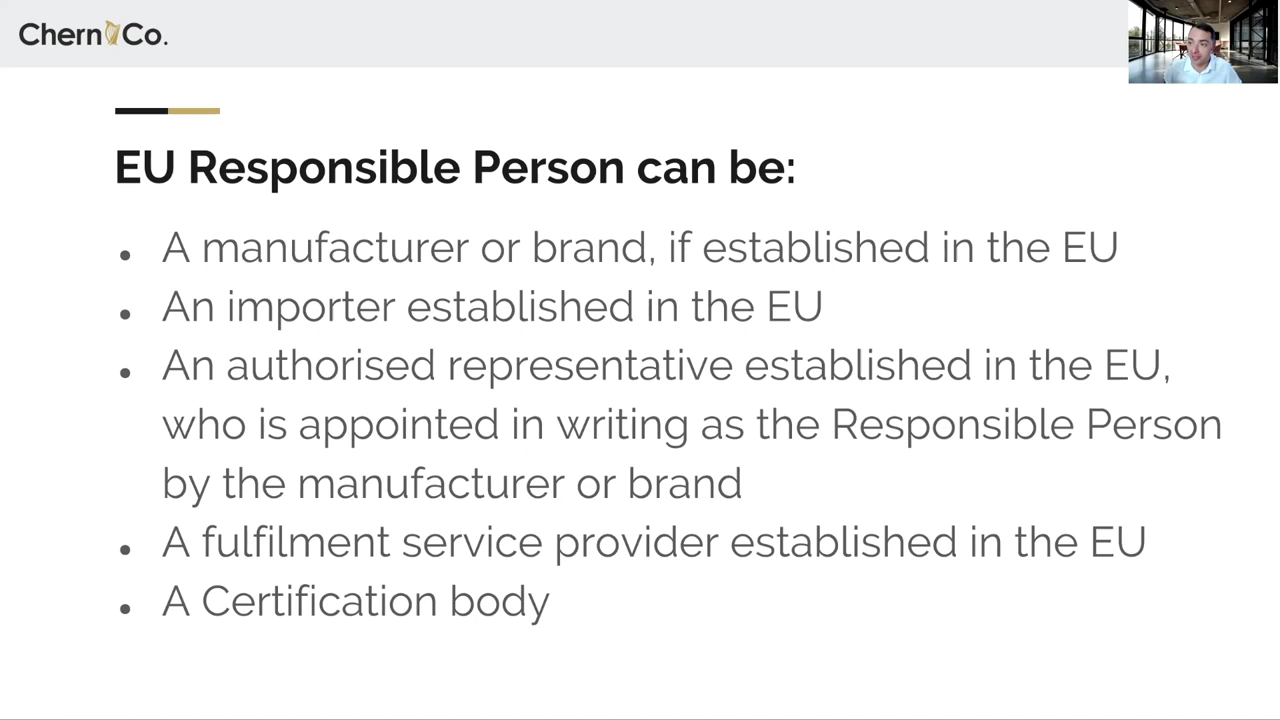 Chern Co.
EU Responsible Person can be:
• A manufacturer or brand, if established in the EU
• An importer established in the EU
• An authorised representative established in the EU,
who is appointed in writing as the Responsible Person
by the manufacturer or brand
• A fulfilment service provider established in the EU
• A Certification body